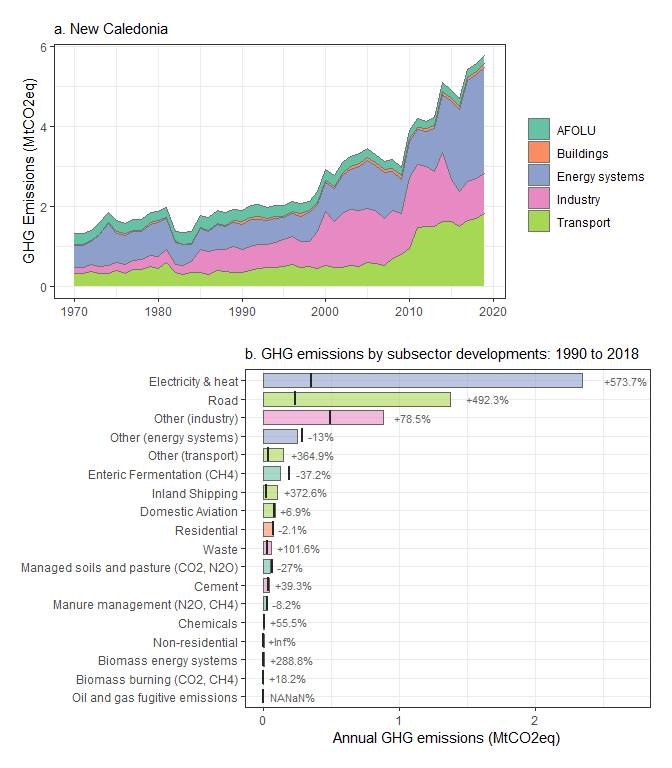 a. New Caledonia
GHG Emissions (MtCO2eq)
6
4
2
0
1970
1980
1990
2000
2010
2020
AFOLU
Buildings
Energy systems
Industry
Transport
b. GHG emissions by subsector developments: 1990 to 2018
Electricity & heat +573.7%
Road +492.3%
Other (industry) +78.5%
Other (energy systems) -13%
Other (transport) +364.9%
Enteric Fermentation (CH4) -37.2%
Inland Shipping +372.6%
Domestic Aviation +6.9%
Residential -2.1%
Waste +101.6%
Managed soils and pasture (CO2, N2O) -27%
Cement +39.3%
Manure management (N2O, CH4) -8.2%
Chemicals +55.5%
Non-residential +Inf%
Biomass energy systems +288.8%
Biomass burning (CO2, CH4) +18.2%
Oil and gas fugitive emissions NANaN%
0
1
2
Annual GHG emissions (MtCO2eq)